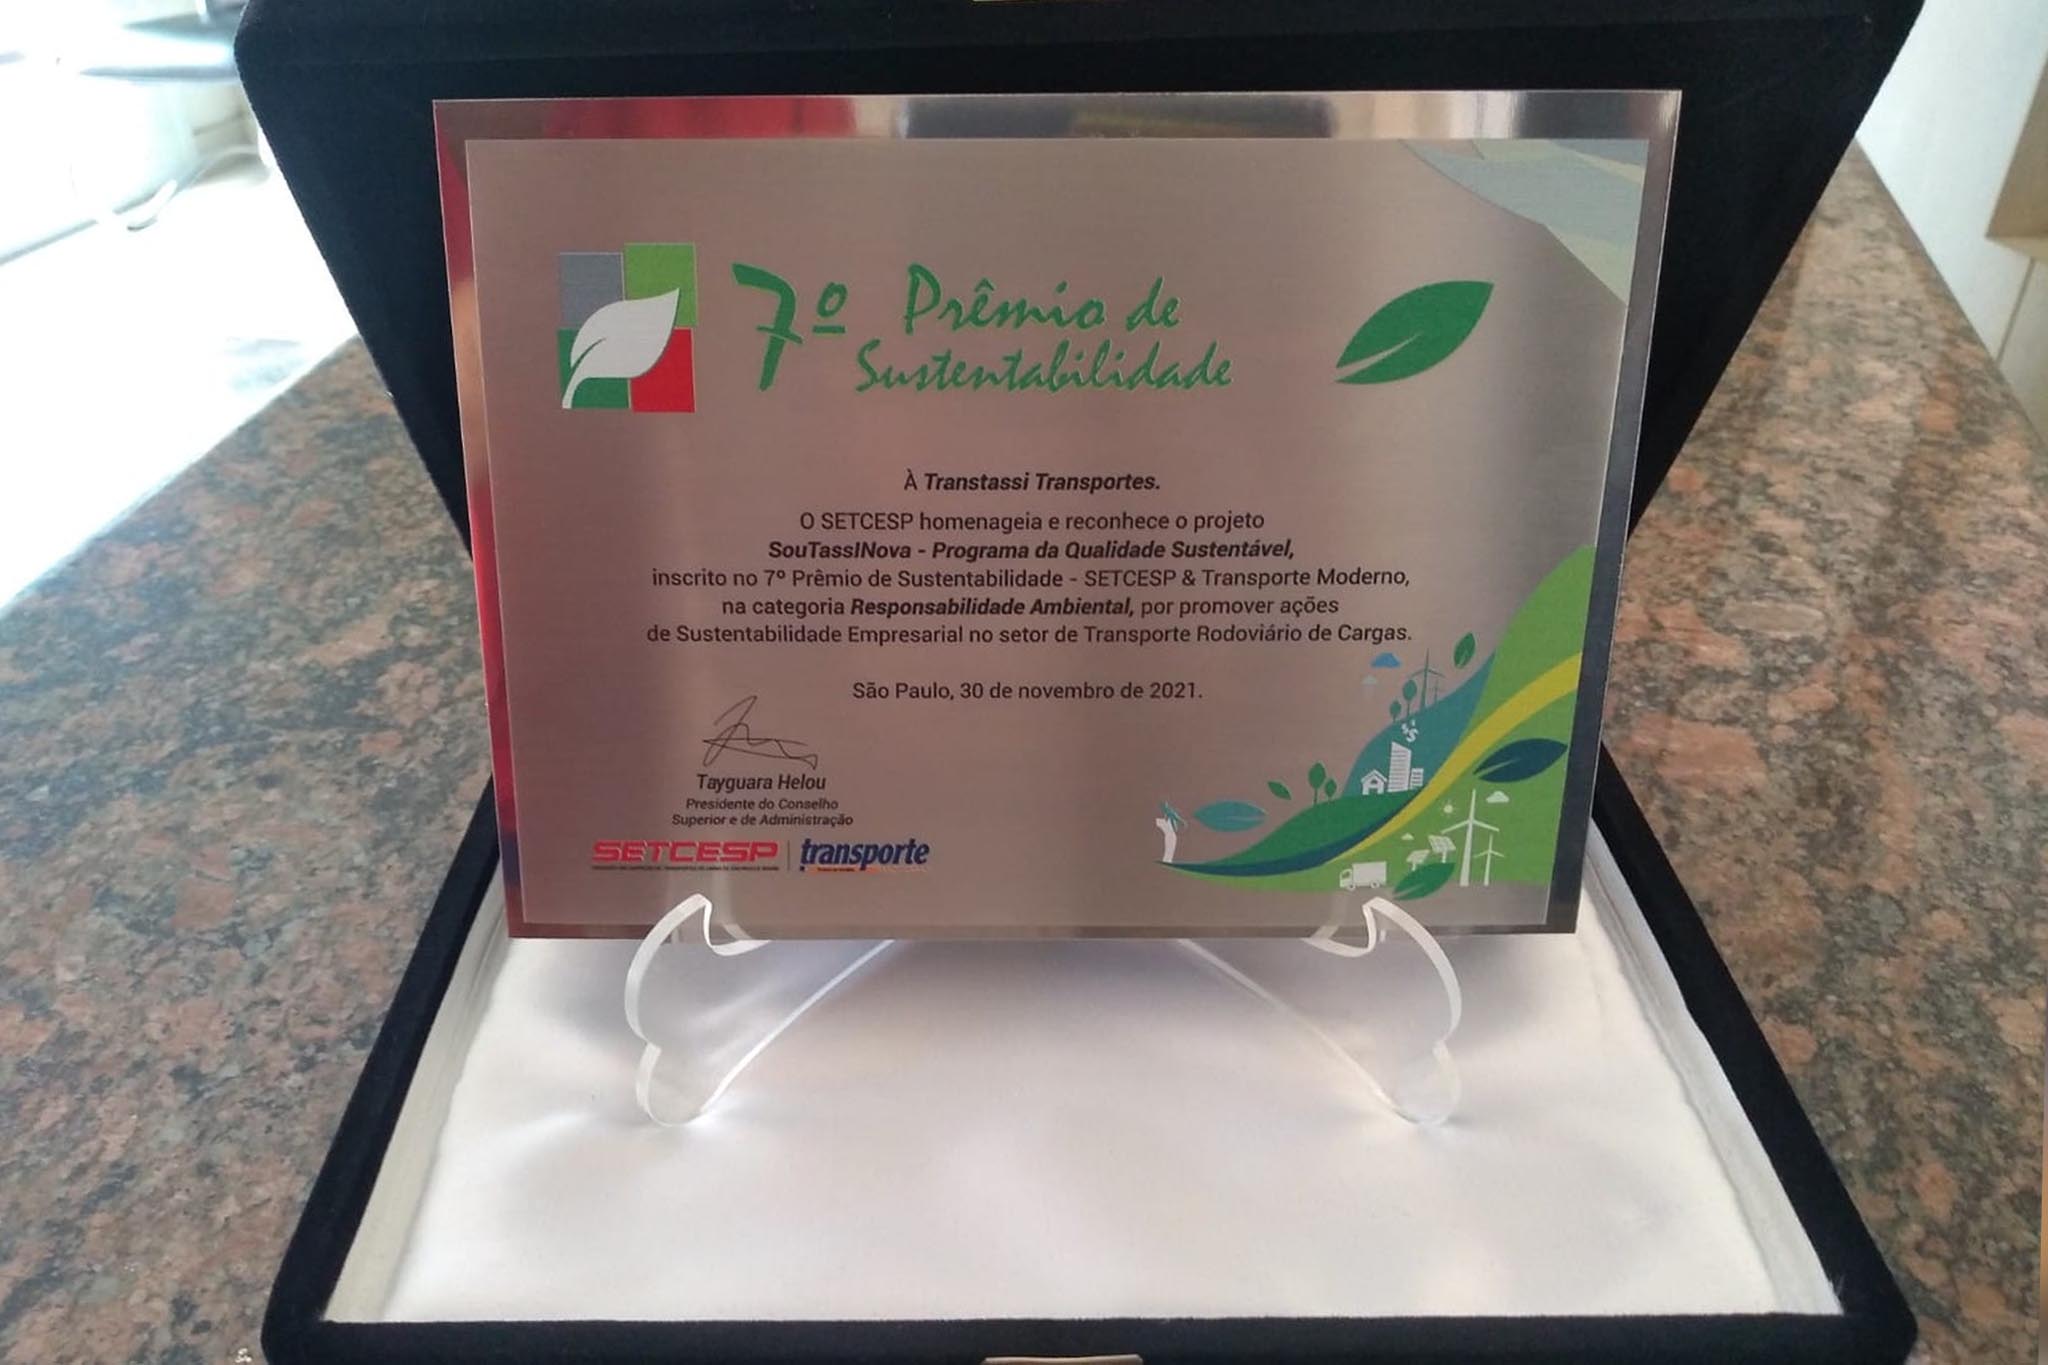 7º Prêmio de
Sustentabilidade
À Transtassi Transportes.
O SETCESP homenageia e reconhece o projeto
SouTassINova - Programa da Qualidade Sustentável,
inscrito no 7º Prêmio de Sustentabilidade - SETCESP & Transporte Moderno,
na categoria Responsabilidade Ambiental, por promover ações
de Sustentabilidade Empresarial no setor de Transporte Rodoviário de Cargas.
São Paulo, 30 de novembro de 2021.
Tayguara Helou
Presidente do Conselho
Superior e de Administração
SETCESP transporte